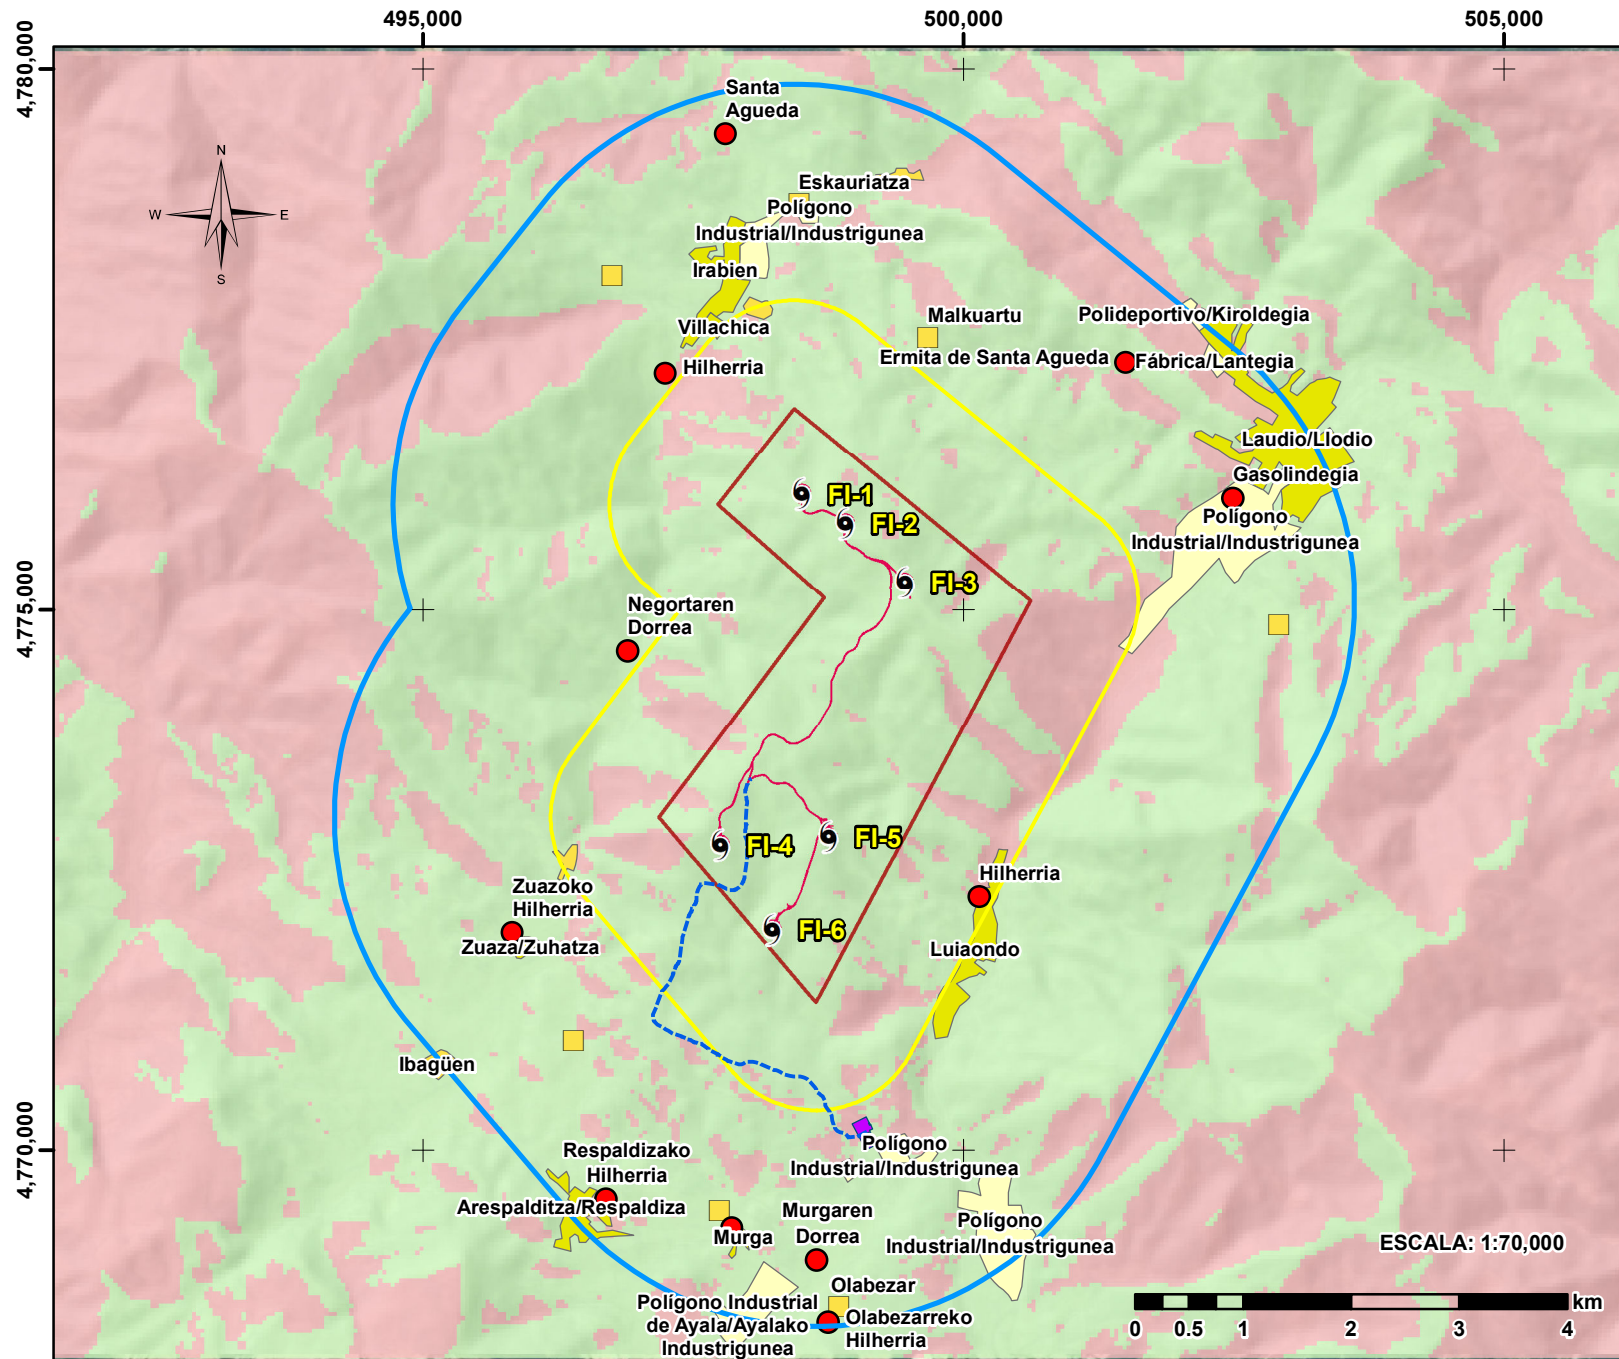 495,000
500,000
505,000
4,780,000
4,775,000
4,770,000
N
W
E
S
Santa
Agueda
Eskauriatza
Polígono
Industrial/Industrigunea
Irabien
Villachica
Hilherria
Malkuartu
Polideportivo/Kiroldegia
Ermita de Santa Agueda
Fábrica/Lantegia
Laudio/Llodio
Gasolindegia
Polígono
Industrial/Industrigunea
FI-1
FI-2
FI-3
Negortaren
Dorrea
FI-4
FI-5
FI-6
Zuazoko
Hilherria
Zuaza/Zuhatza
Hilherria
Luiaondo
Ibagüen
Respaldizako
Hilherria
Arespalditza/Respaldiza
Polígono
Industrial/Industrigunea
Murga
Murgaren
Dorrea
Polígono
Industrial/Industrigunea
Olabezar
Polígono Industrial
de Ayala/Ayalako
Industrigunea
Olabezarreko
Hilherria
ESCALA: 1:70,000
km
0 0.5 1 2 3 4